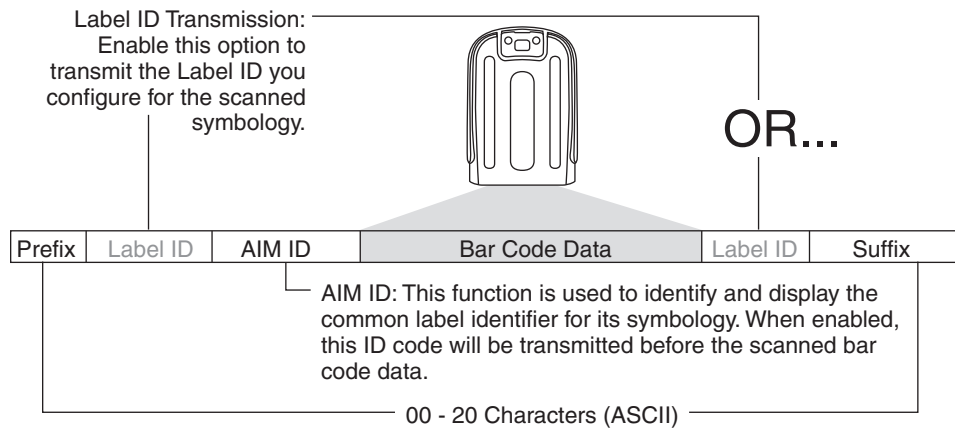 Label ID Transmission:
Enable this option to
transmit the Label ID you
configure for the scanned
symbology.
OR...
Prefix Label ID AIM ID Bar Code Data Label ID Suffix
AIM ID: This function is used to identify and display the
common label identifier for its symbology. When enabled,
this ID code will be transmitted before the scanned bar
code data.
00 - 20 Characters (ASCII)